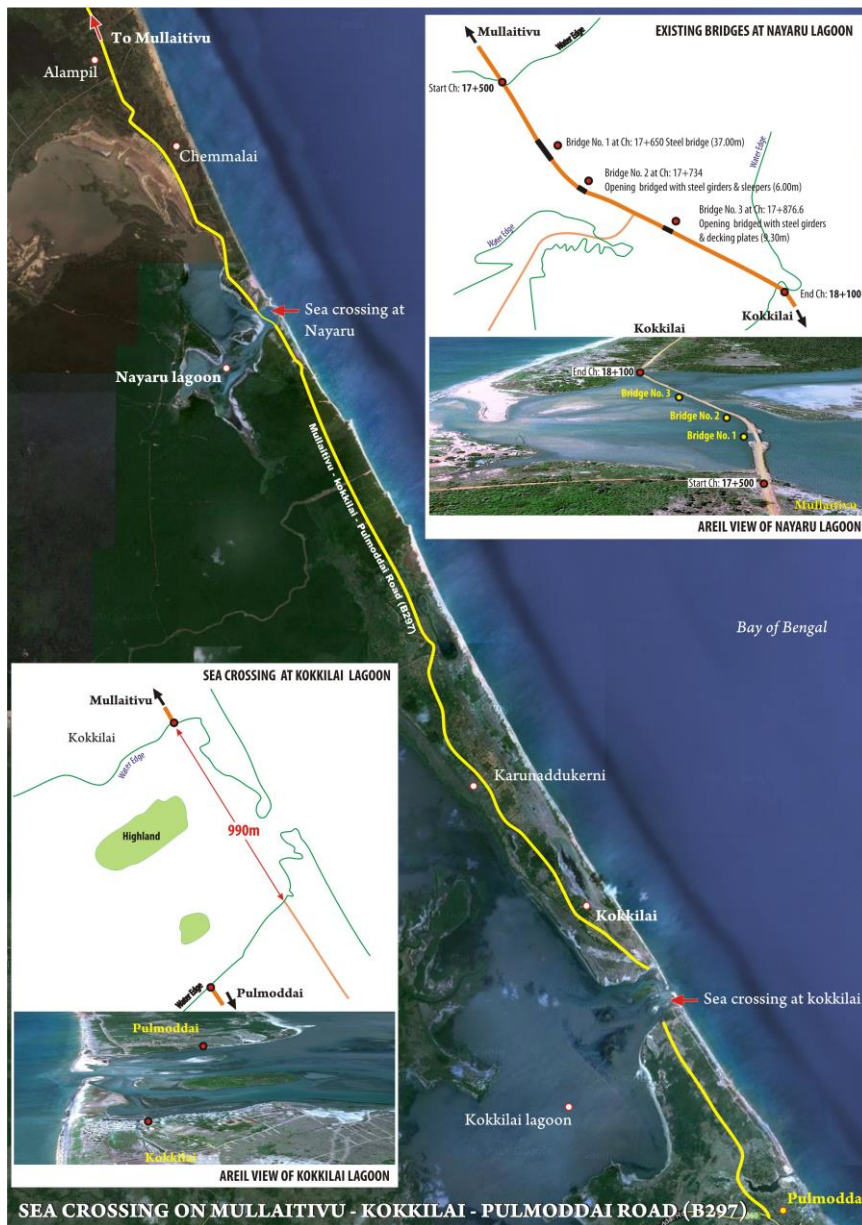 To Mullaitivu
Alampil
Chemmalai
Sea crossing at
Nayaru
Nayaru lagoon
Mullaitivu - kokkilai - Pulmoddai Road (B297)
Bay of Bengal
Karunaddukerni
Kokkilai
Sea crossing at kokkilai
Kokkilai lagoon
Pulmoddai
EXISTING BRIDGES AT NAYARU LAGOON
Mullaitivu
Water Edge
Start Ch: 17+500
Bridge No. 1 at Ch: 17+650 Steel bridge (37.00m)
Bridge No. 2 at Ch: 17+734
Opening bridged with steel girders & sleepers (6.00m)
Water Edge
Bridge No. 3 at Ch: 17+876.6
Opening bridged with steel girders
& decking plates (9.30m)
Water Edge
End Ch: 18+100
Kokkilai
Kokkilai
End Ch: 18+100
Bridge No. 3
Bridge No. 2
Bridge No. 1
Start Ch: 17+500
Mullaitivu
AREIL VIEW OF NAYARU LAGOON
SEA CROSSING AT KOKKILAI LAGOON
Mullaitivu
Kokkilai
Water Edge
990m
Highland
Water Edge
Pulmoddai
Pulmoddai
Kokkilai
AREIL VIEW OF KOKKILAI LAGOON
SEA CROSSING ON MULLAITIVU - KOKKILAI - PULMODDAI ROAD (B297)